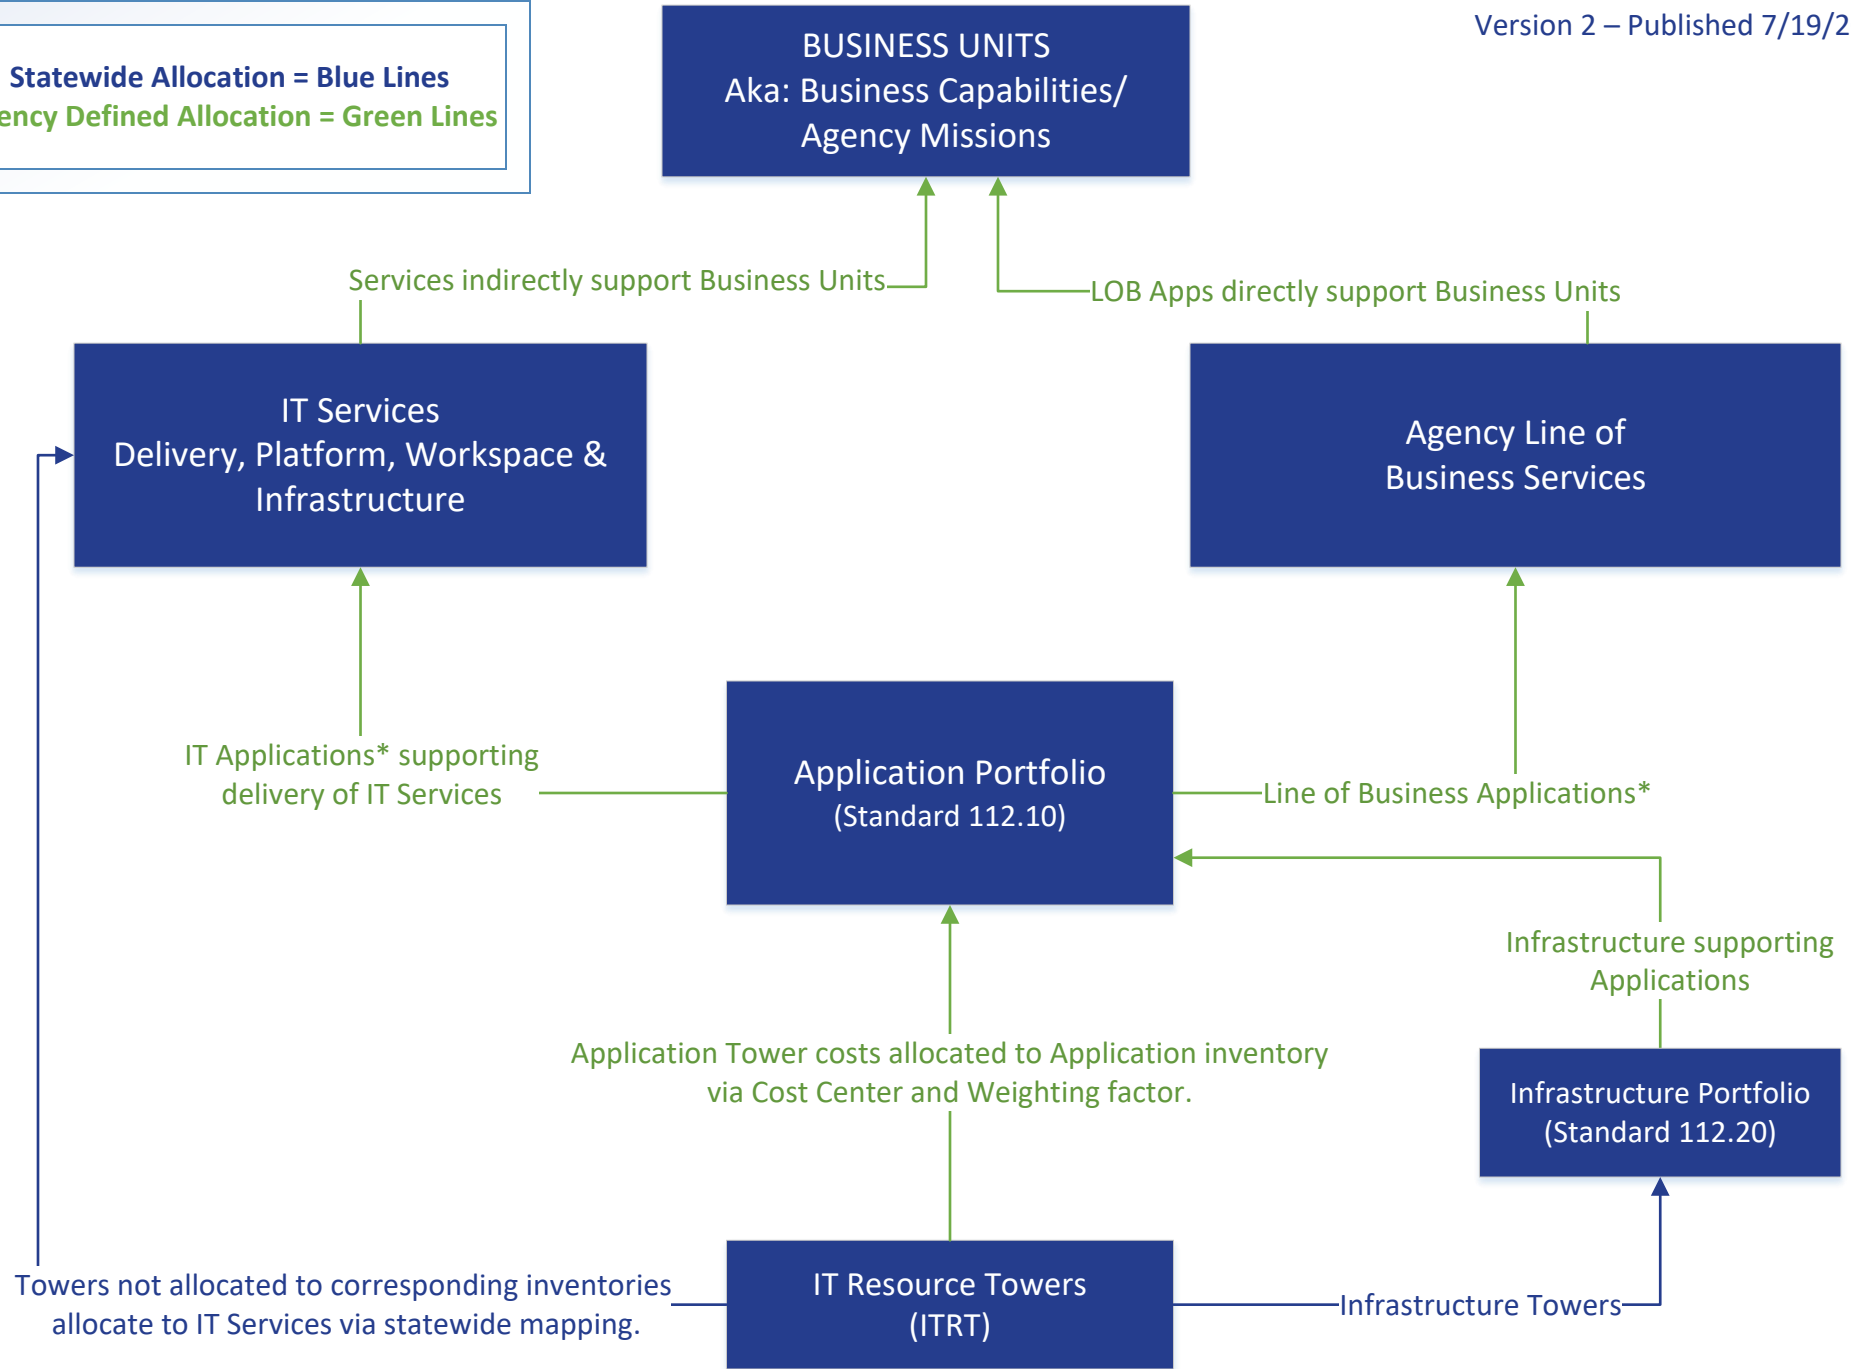 Version 2 – Published 7/19/2
Statewide Allocation = Blue Lines
ency Defined Allocation = Green Lines
BUSINESS UNITS
Aka: Business Capabilities/
Agency Missions
Services indirectly support Business Units
LOB Apps directly support Business Units
IT Services
Delivery, Platform, Workspace &
Infrastructure
Agency Line of
Business Services
IT Applications* supporting
delivery of IT Services
Application Portfolio
(Standard 112.10)
Line of Business Applications*
Infrastructure supporting
Applications
Application Tower costs allocated to Application inventory
via Cost Center and Weighting factor.
Infrastructure Portfolio
(Standard 112.20)
Towers not allocated to corresponding inventories
allocate to IT Services via statewide mapping.
IT Resource Towers
(ITRT)
Infrastructure Towers